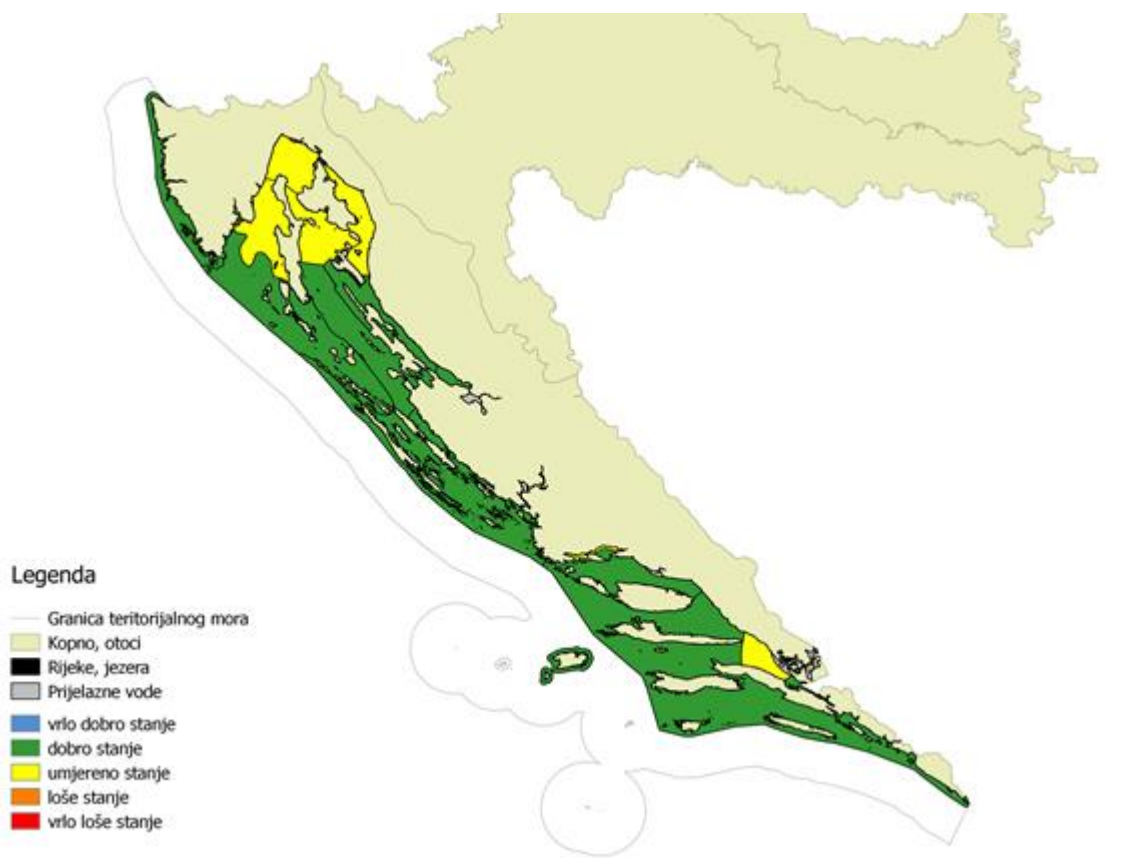 Legenda
Granica teritorijalnog mora
Kopno, otoci
Rijeke, jezera
Prijelazne vode
vrlo dobro stanje
dobro stanje
umjereno stanje
loše stanje
vrlo loše stanje